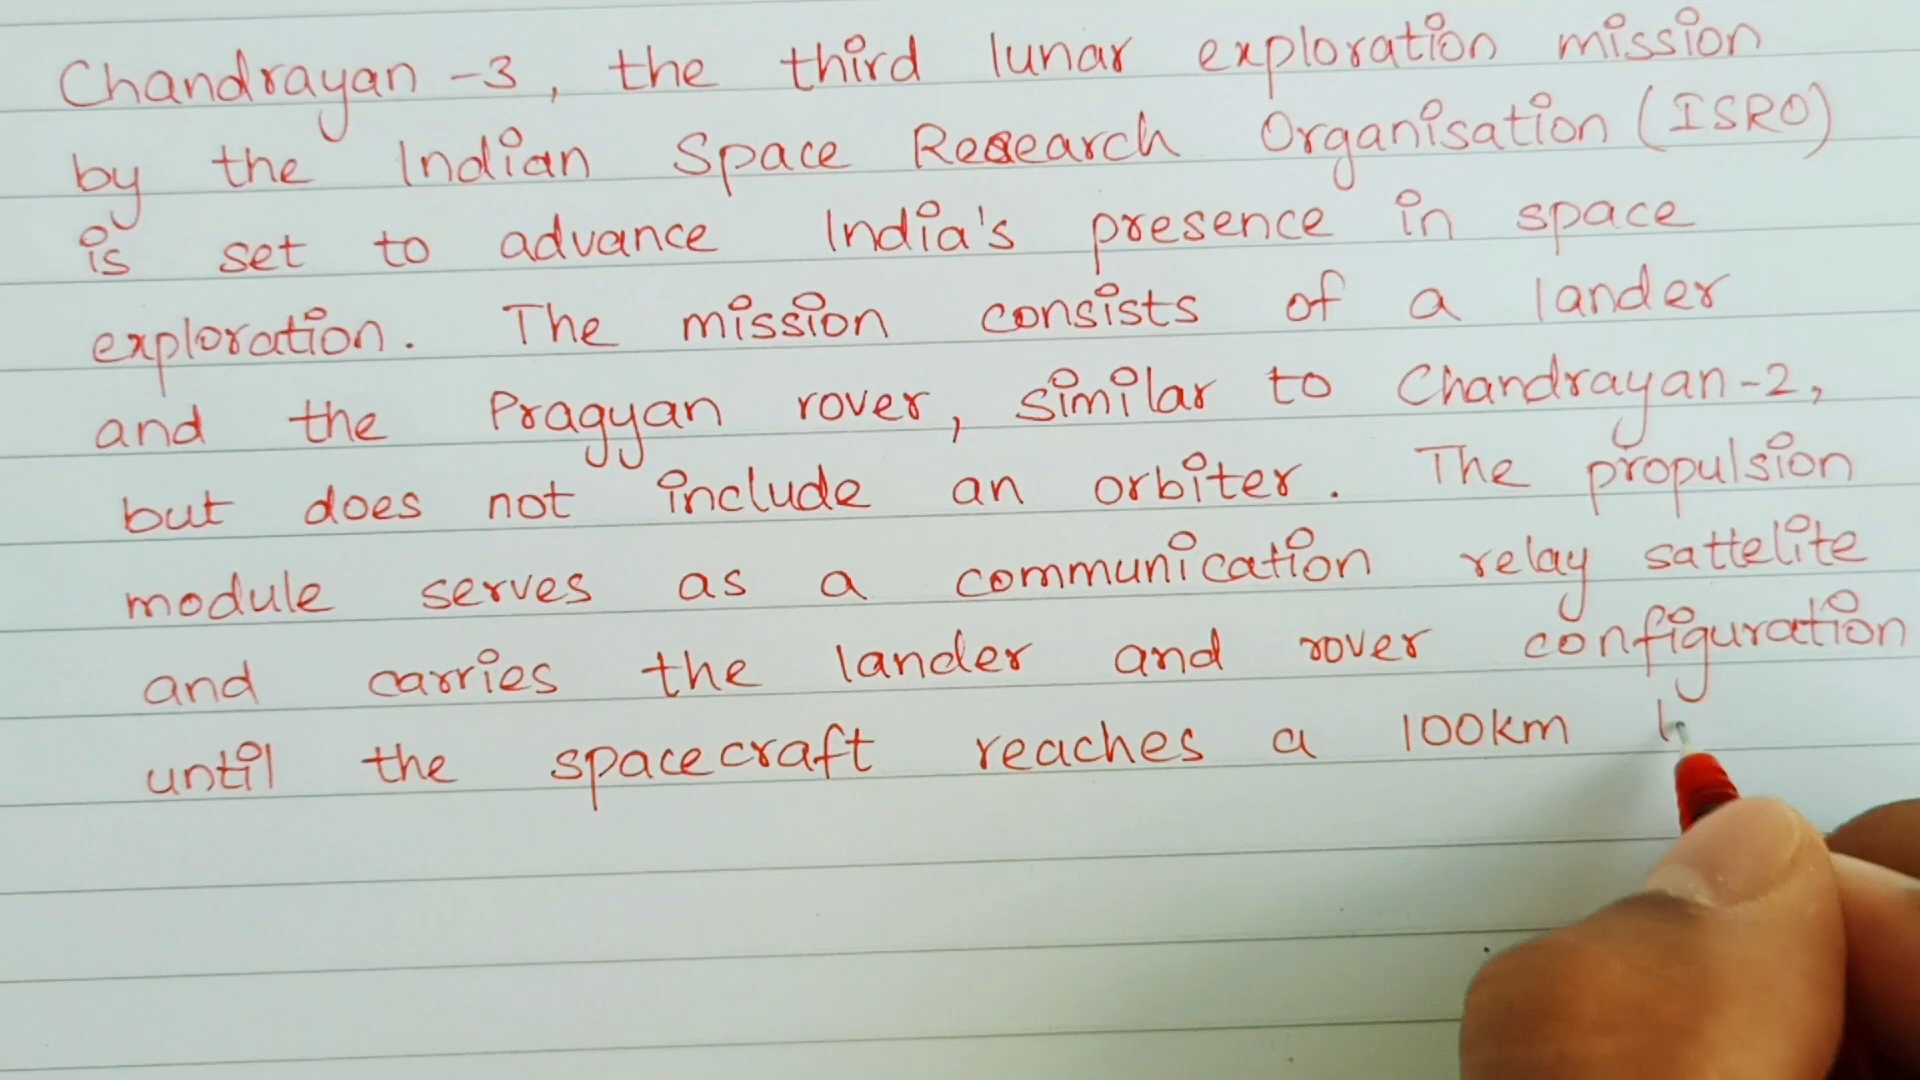 Chandrayan -3, the third lunar exploration mission
by the Indian Space Research Organisation (ISRO)
is set to advance India's presence in space
exploration. The mission consists of a lander
and the Pragyan rover, similar to Chandrayan-2,
but does not include an orbiter. The propulsion
module serves as a communication relay sattelite
and carries the lander and rover configuration
until the spacecraft reaches a 100km